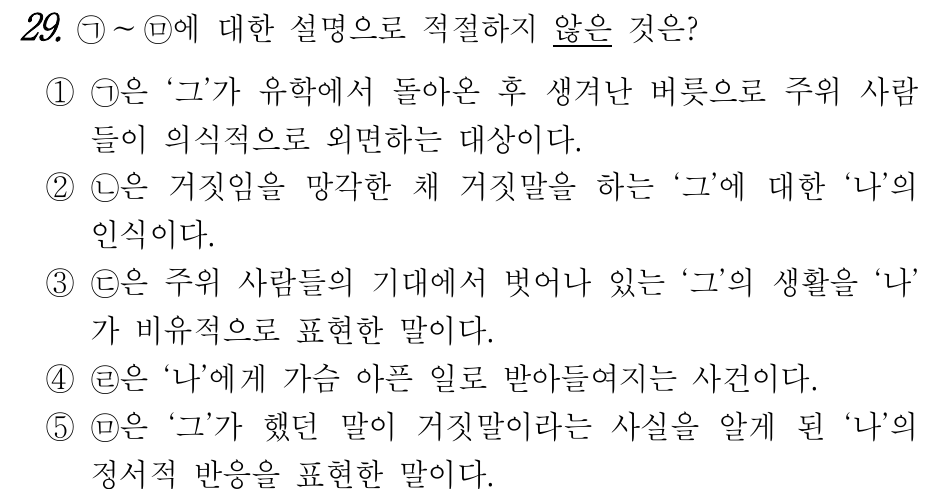 29. ㉠~㉤에 대한 설명으로 적절하지 않은 것은?
① ㉠은 ‘그’가 유학에서 돌아온 후 생겨난 버릇으로 주위 사람
들이 의식적으로 외면하는 대상이다.
② ㉡은 거짓임을 망각한 채 거짓말을 하는 ‘그’에 대한 ‘나’의
인식이다.
③ ㉢은 주위 사람들의 기대에서 벗어나 있는 ‘그’의 생활을 ‘나’
가 비유적으로 표현한 말이다.
④ ㉣은 ‘나’에게 가슴 아픈 일로 받아들여지는 사건이다.
⑤ ㉤은 ‘그’가 했던 말이 거짓말이라는 사실을 알게 된 ‘나’의
정서적 반응을 표현한 말이다.